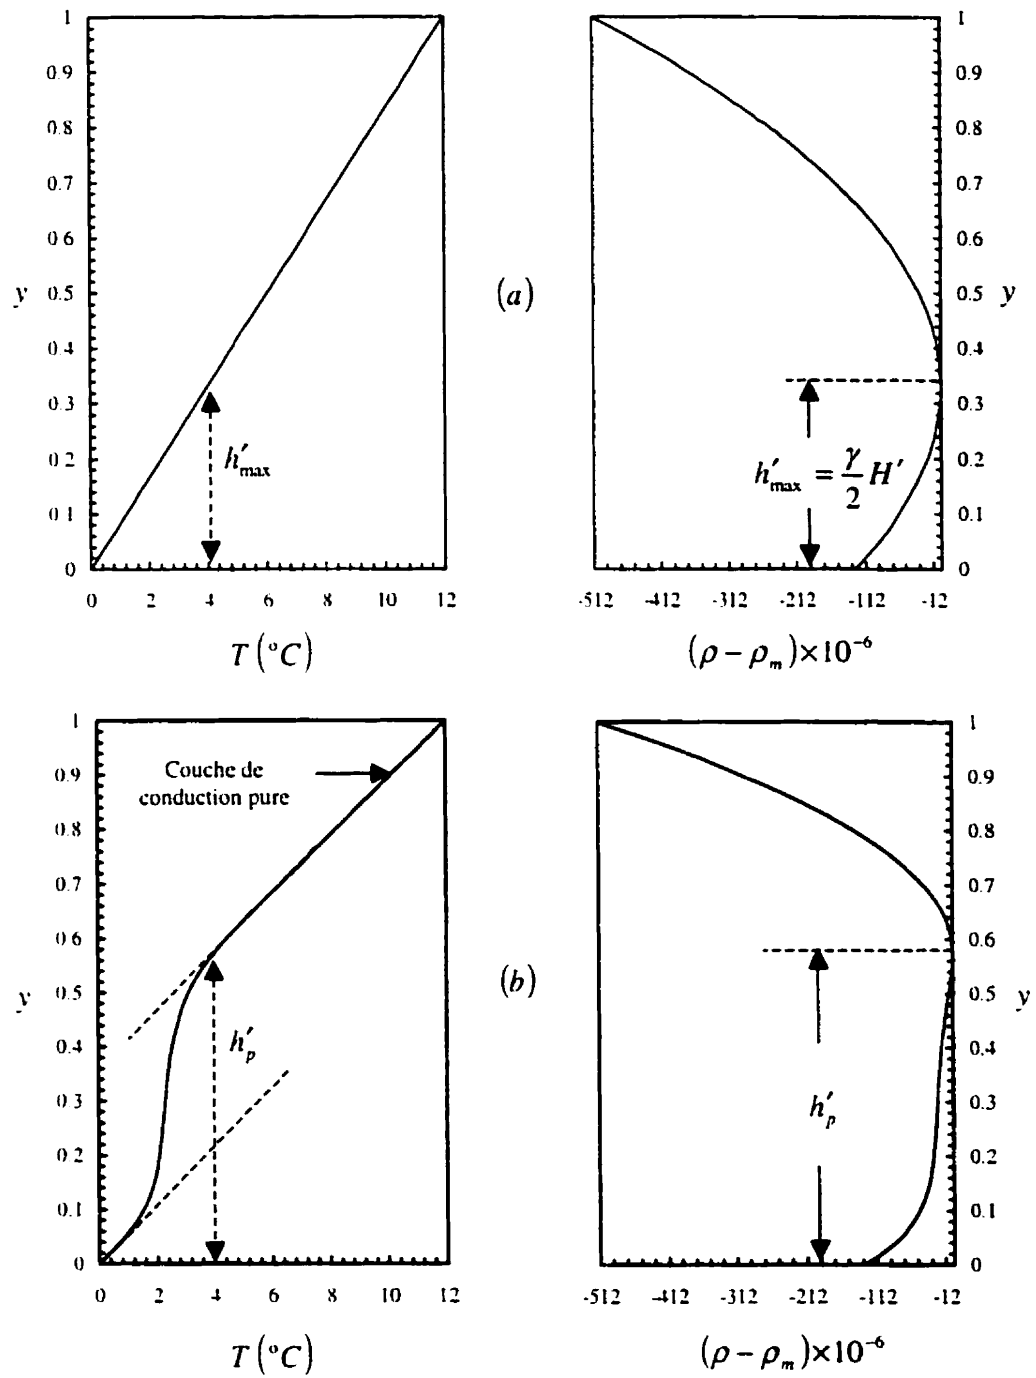 1
0.9
0.8
0.7
0.6
0.5
0.4
0.3
0.2
0.1
0
y
0 2 4 6 8 10 12
T (°C)
h′max
(a)
1
0.9
0.8
0.7
0.6
0.5
0.4
0.3
0.2
0.1
0
y
-512 -412 -312 -212 -112 -12
(ρ − ρm)×10⁻⁶
h′max = γ/2 H′
1
0.9
0.8
0.7
0.6
0.5
0.4
0.3
0.2
0.1
0
y
0 2 4 6 8 10 12
T (°C)
Couche de
conduction pure
h′p
(b)
1
0.9
0.8
0.7
0.6
0.5
0.4
0.3
0.2
0.1
0
y
-512 -412 -312 -212 -112 -12
(ρ − ρm)×10⁻⁶
h′p